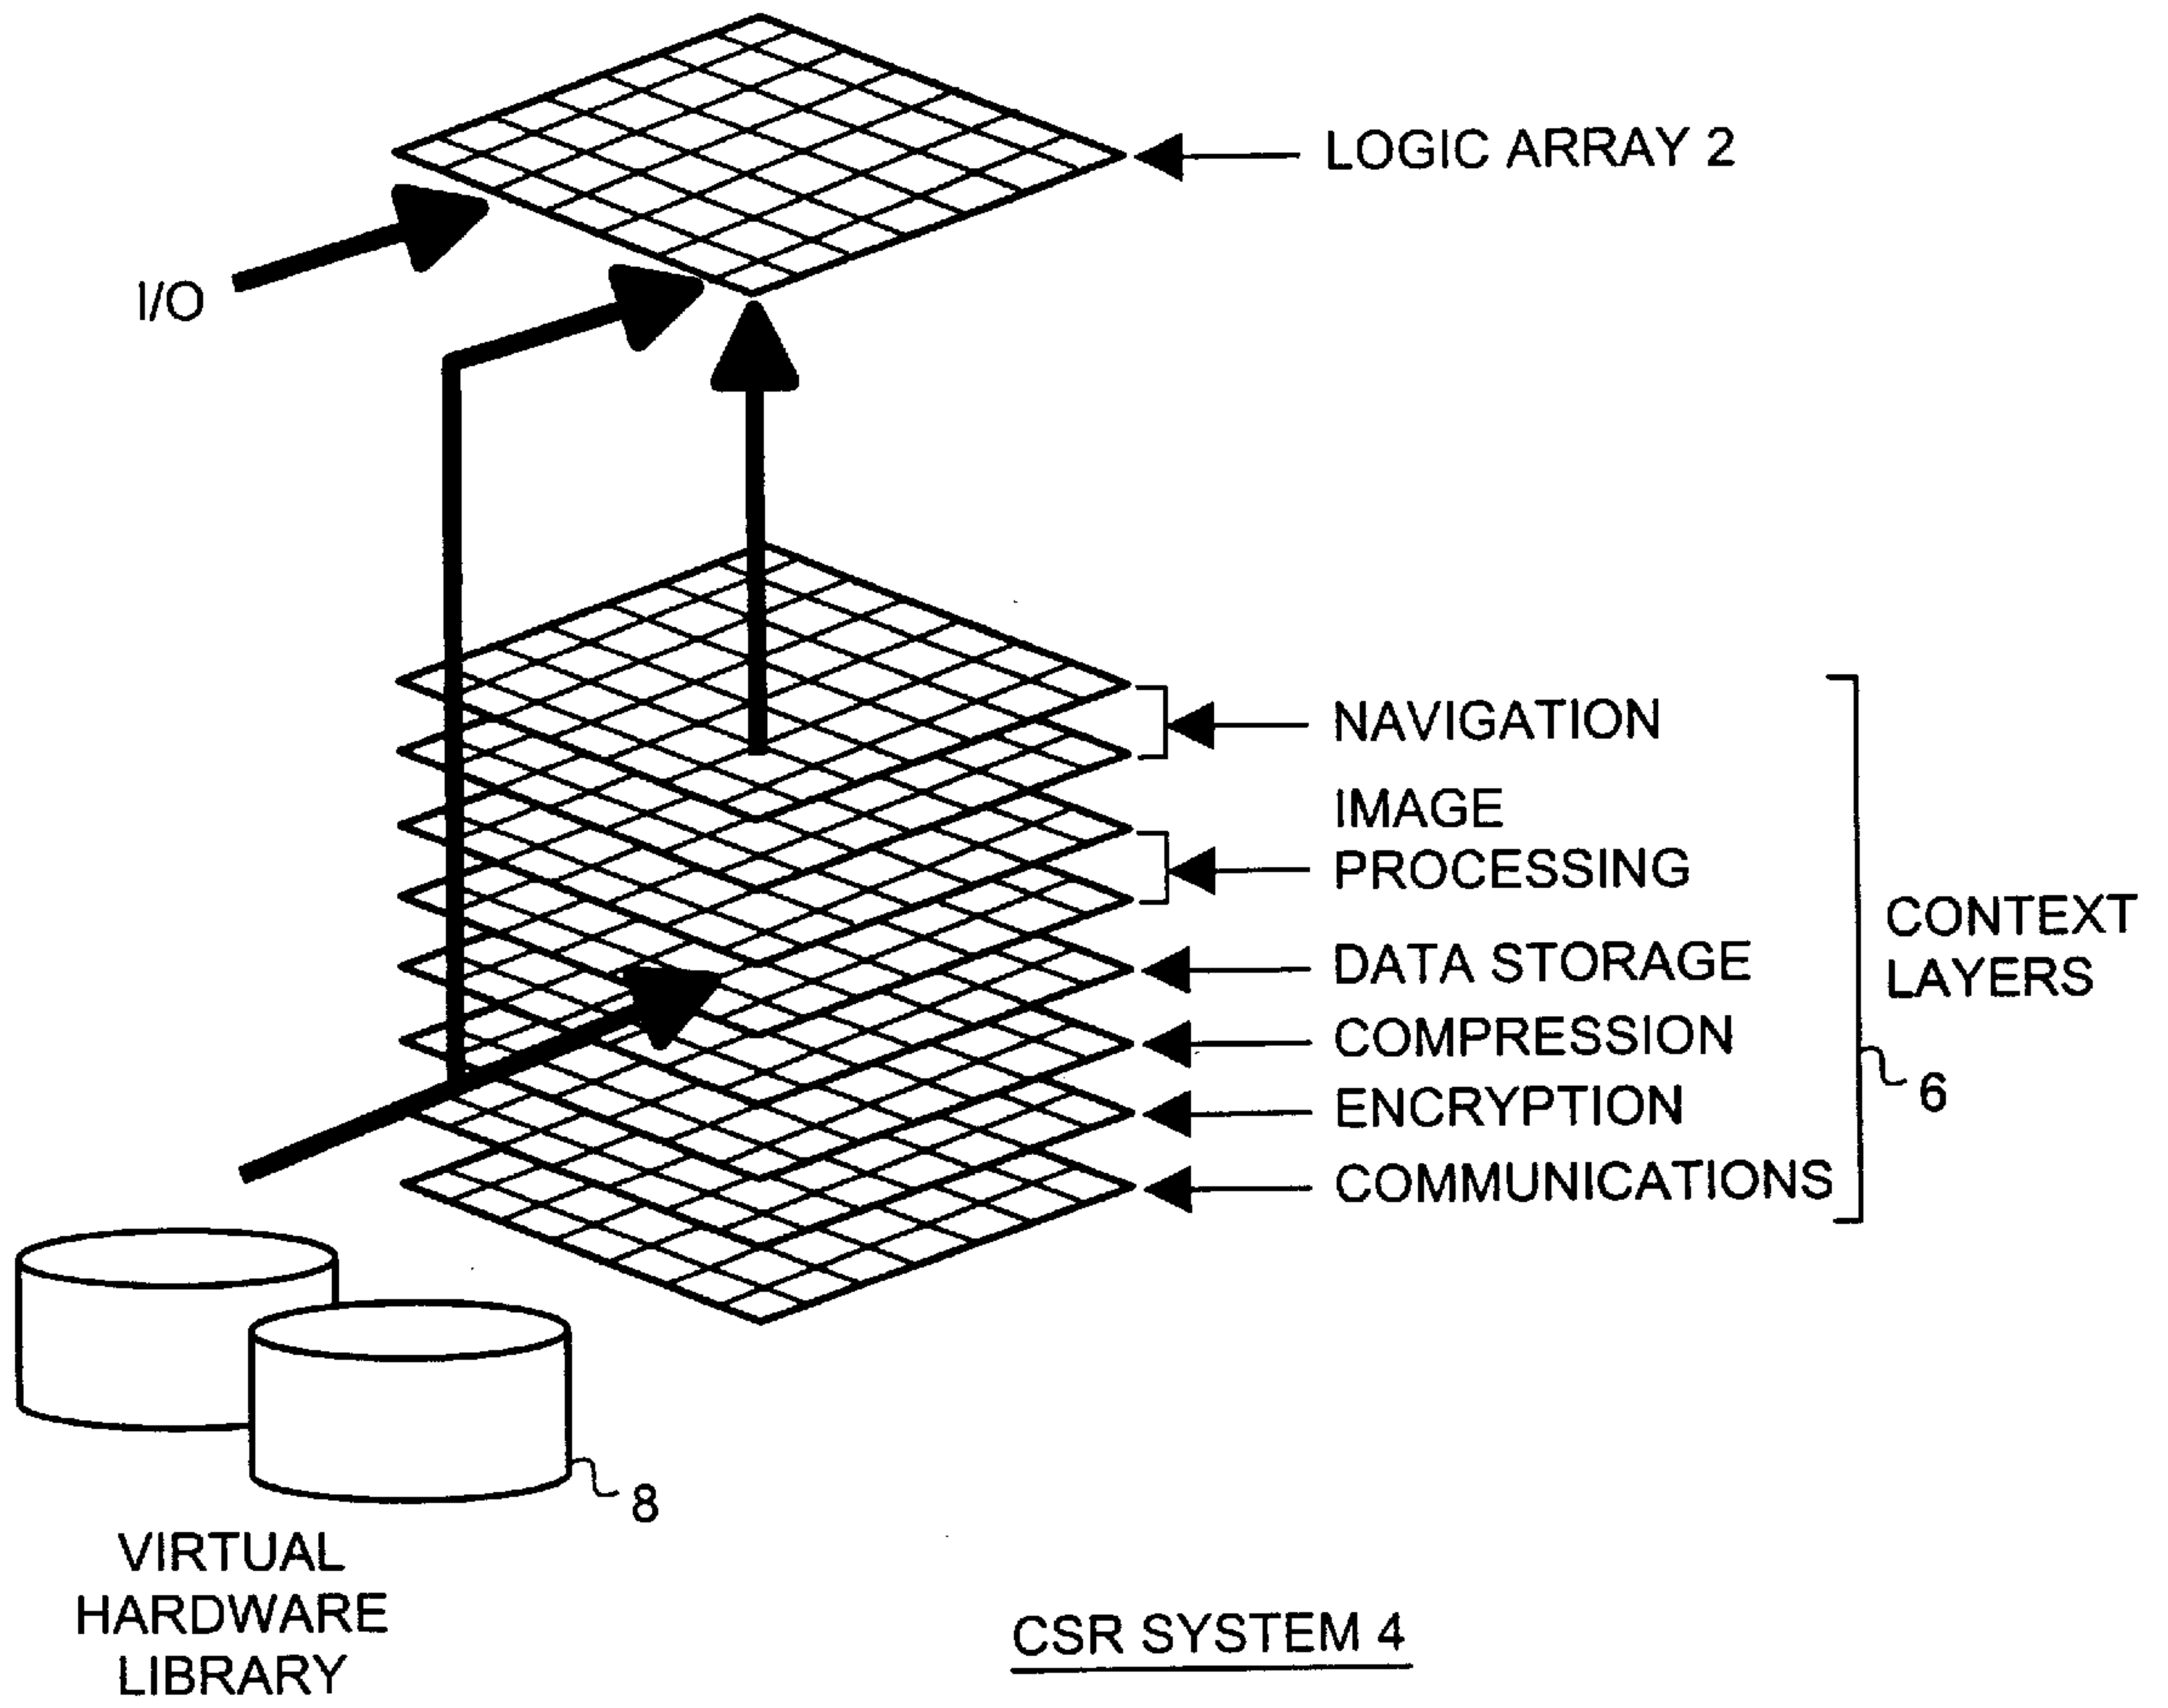 LOGIC ARRAY 2
I/O
NAVIGATION
IMAGE
PROCESSING
DATA STORAGE
COMPRESSION
ENCRYPTION
COMMUNICATIONS
CONTEXT
LAYERS
6
8
VIRTUAL
HARDWARE
LIBRARY
CSR SYSTEM 4